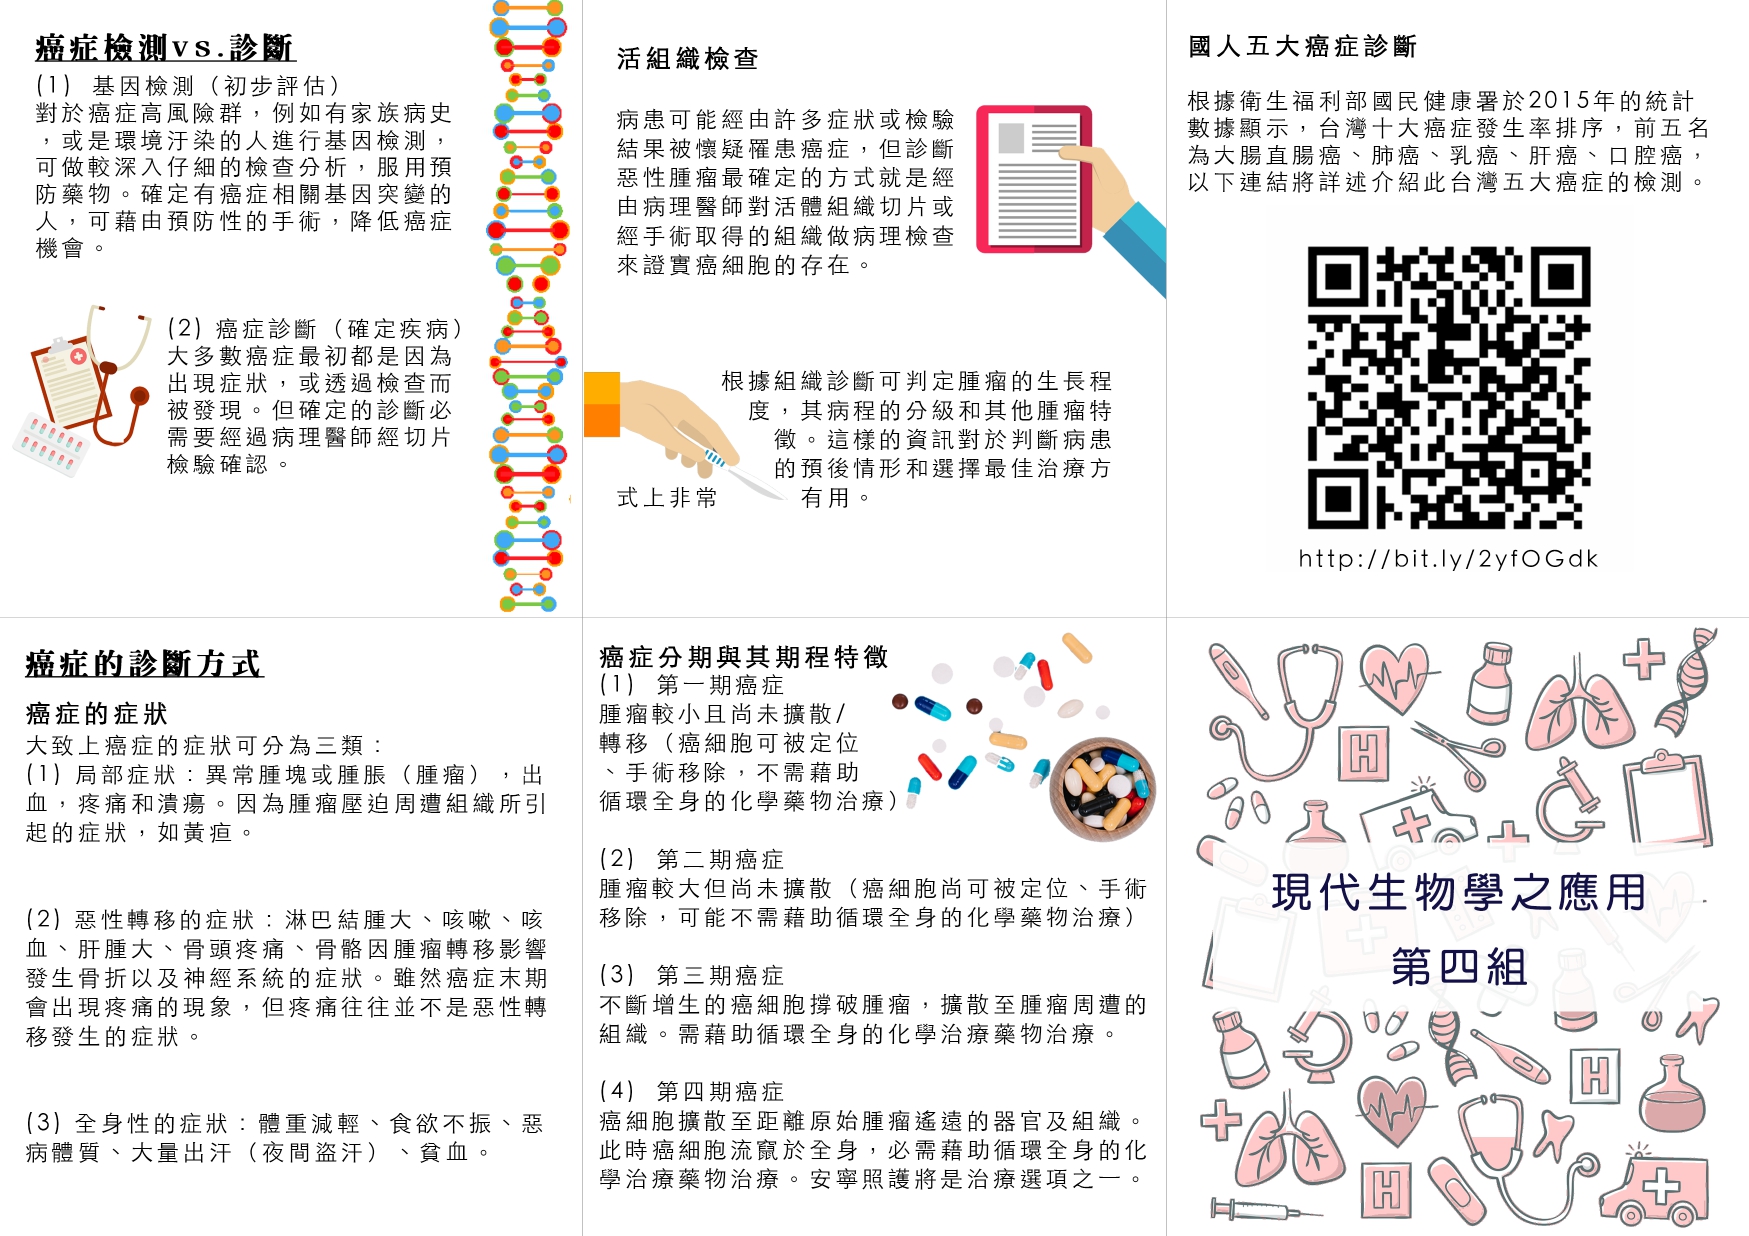 癌症檢測vs.診斷
(1) 基因檢測（初步評估）
對於癌症高風險群，例如有家族病史
，或是環境汙染的人進行基因檢測，
可做較深入仔細的檢查分析，服用預
防藥物。確定有癌症相關基因突變的
人，可藉由預防性的手術，降低癌症
機會。
(2) 癌症診斷（確定疾病）
大多數癌症最初都是因為
出現症狀，或透過檢查而
被發現。但確定的診斷必
需要經過病理醫師經切片
檢驗確認。
活組織檢查
病患可能經由許多症狀或檢驗
結果被懷疑罹患癌症，但診斷
惡性腫瘤最確定的方式就是經
由病理醫師對活體組織切片或
經手術取得的組織做病理檢查
來證實癌細胞的存在。
根據組織診斷可判定腫瘤的生長程
度，其病程的分級和其他腫瘤特
徵。這樣的資訊對於判斷病患
的預後情形和選擇最佳治療方
式上非常 有用。
國人五大癌症診斷
根據衛生福利部國民健康署於2015年的統計
數據顯示，台灣十大癌症發生率排序，前五名
為大腸直腸癌、肺癌、乳癌、肝癌、口腔癌，
以下連結將詳述介紹此台灣五大癌症的檢測。
http://bit.ly/2yfOGdk
癌症的診斷方式
癌症的症狀
大致上癌症的症狀可分為三類：
(1) 局部症狀：異常腫塊或腫脹（腫瘤），出
血，疼痛和潰瘍。因為腫瘤壓迫周遭組織所引
起的症狀，如黃疸。
(2) 惡性轉移的症狀：淋巴結腫大、咳嗽、咳
血、肝腫大、骨頭疼痛、骨骼因腫瘤轉移影響
發生骨折以及神經系統的症狀。雖然癌症末期
會出現疼痛的現象，但疼痛往往並不是惡性轉
移發生的症狀。
(3) 全身性的症狀：體重減輕、食欲不振、惡
病體質、大量出汗（夜間盜汗）、貧血。
癌症分期與其期程特徵
(1) 第一期癌症
腫瘤較小且尚未擴散/
轉移（癌細胞可被定位
、手術移除，不需藉助
循環全身的化學藥物治療）
(2) 第二期癌症
腫瘤較大但尚未擴散（癌細胞尚可被定位、手術
移除，可能不需藉助循環全身的化學藥物治療）
(3) 第三期癌症
不斷增生的癌細胞撐破腫瘤，擴散至腫瘤周遭的
組織。需藉助循環全身的化學治療藥物治療。
(4) 第四期癌症
癌細胞擴散至距離原始腫瘤遙遠的器官及組織。
此時癌細胞流竄於全身，必需藉助循環全身的化
學治療藥物治療。安寧照護將是治療選項之一。
H
現代生物學之應用
第四組
H
H